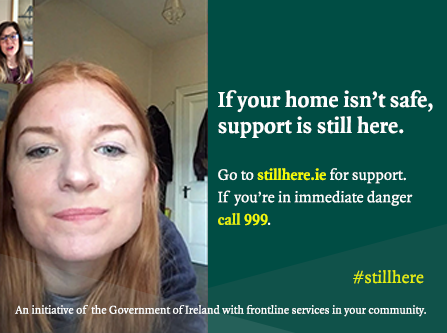 If your home isn’t safe,
support is still here.
Go to stillhere.ie for support.
If you’re in immediate danger
call 999.
#stillhere
An initiative of the Government of Ireland with frontline services in your community.